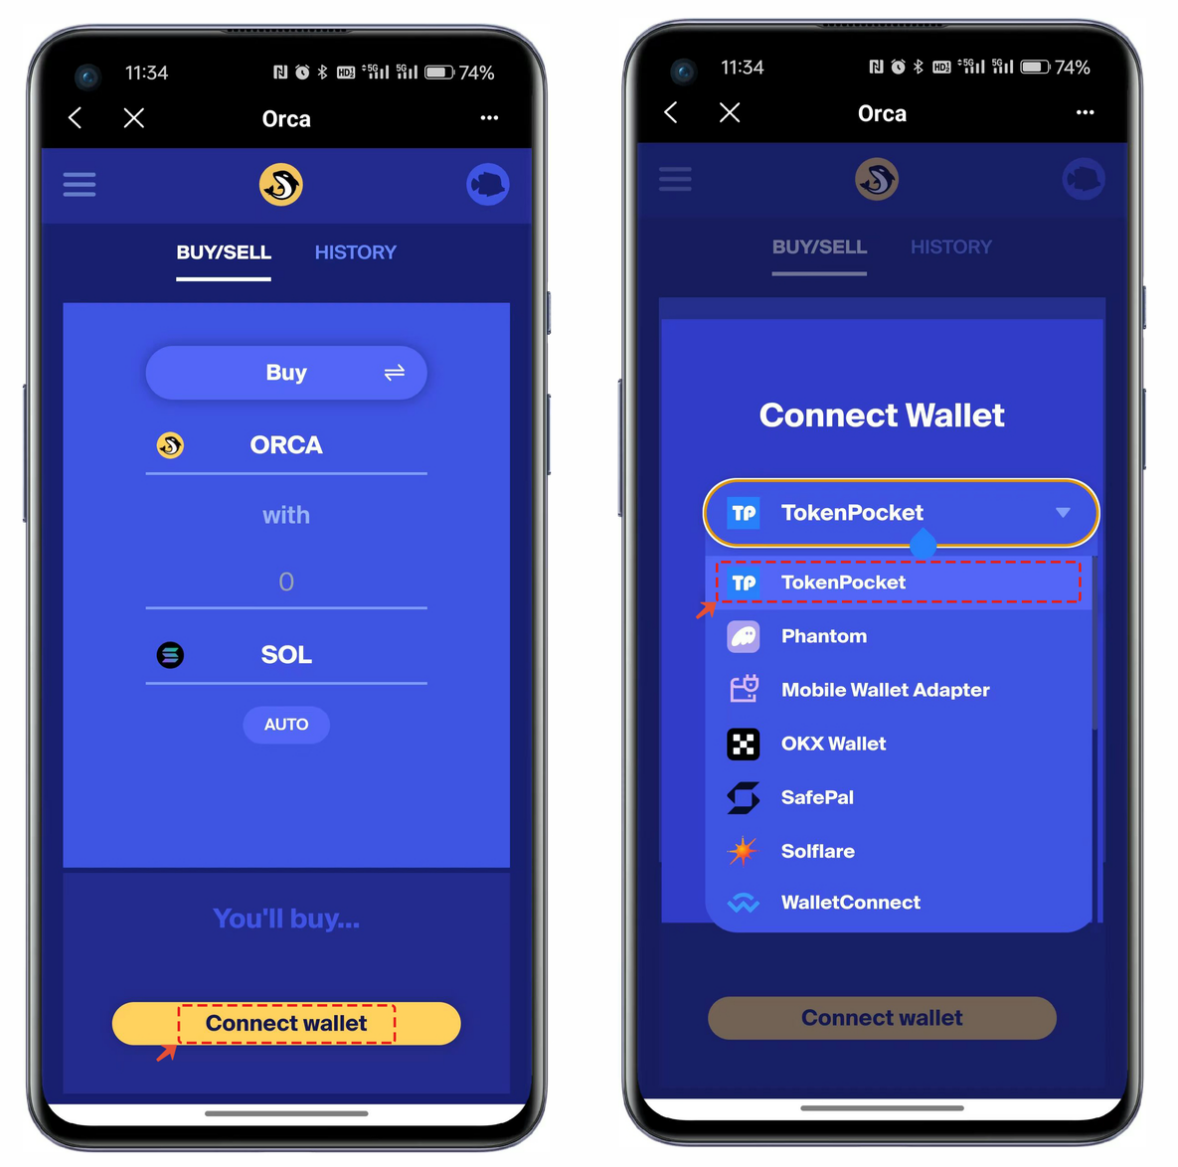 11:34
74%
Orca
BUY/SELL
HISTORY
Buy
ORCA
with
0
SOL
AUTO
You'll buy...
Connect wallet
11:34
74%
Orca
BUY/SELL
HISTORY
Connect Wallet
TP TokenPocket
TP TokenPocket
Phantom
Mobile Wallet Adapter
OKX Wallet
SafePal
Solflare
WalletConnect
Connect wallet